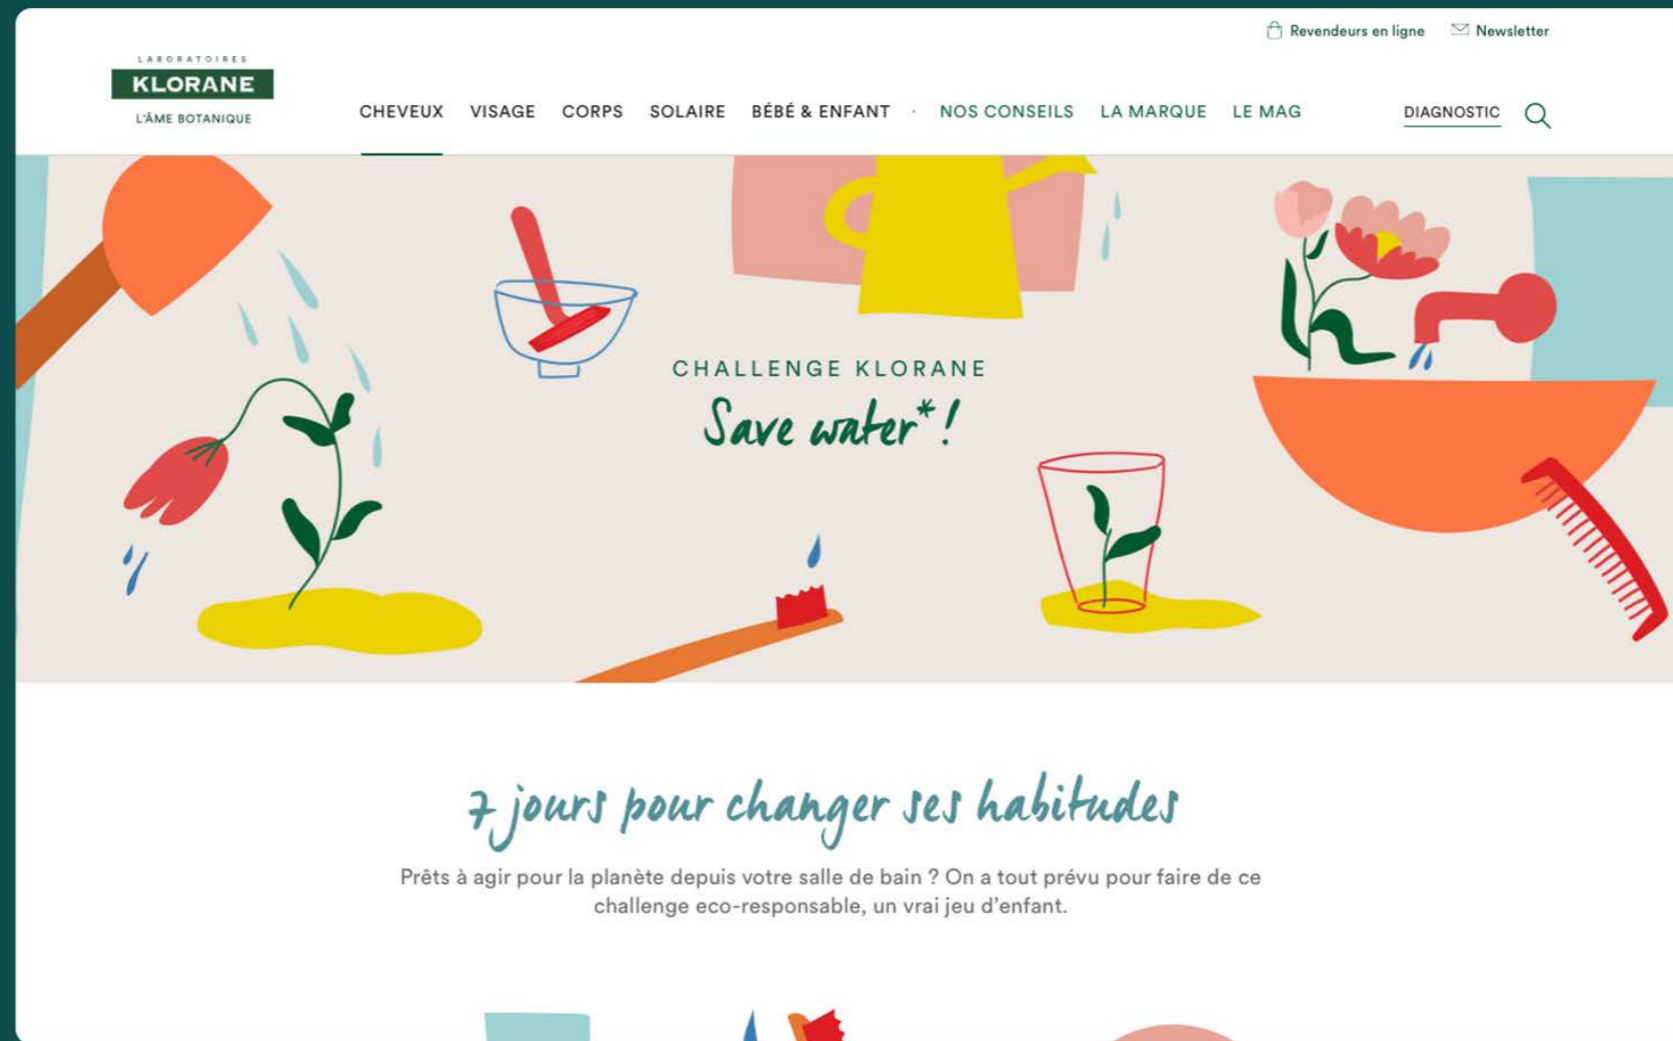 Revendeurs en ligne
Newsletter
LABORATOIRES
KLORANE
L'ÂME BOTANIQUE
CHEVEUX VISAGE CORPS SOLAIRE BÉBÉ & ENFANT · NOS CONSEILS LA MARQUE LE MAG
DIAGNOSTIC
CHALLENGE KLORANE
Save water* !
7 jours pour changer ses habitudes
Prêts à agir pour la planète depuis votre salle de bain ? On a tout prévu pour faire de ce
challenge eco-responsable, un vrai jeu d'enfant.